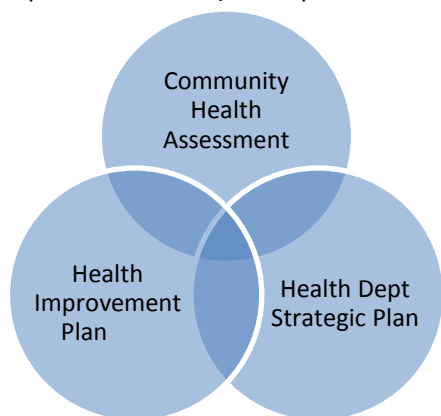 Community
Health
Assessment
Health
Improvement
Plan
Health Dept
Strategic Plan